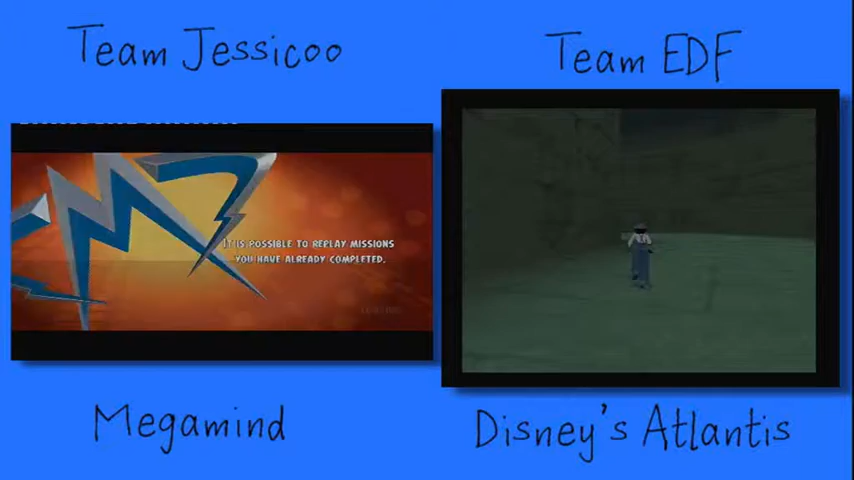 Team Jessicoo
Team EDF
IT IS POSSIBLE TO REPLAY MISSIONS
YOU HAVE ALREADY COMPLETED.
Megamind
Disney's Atlantis